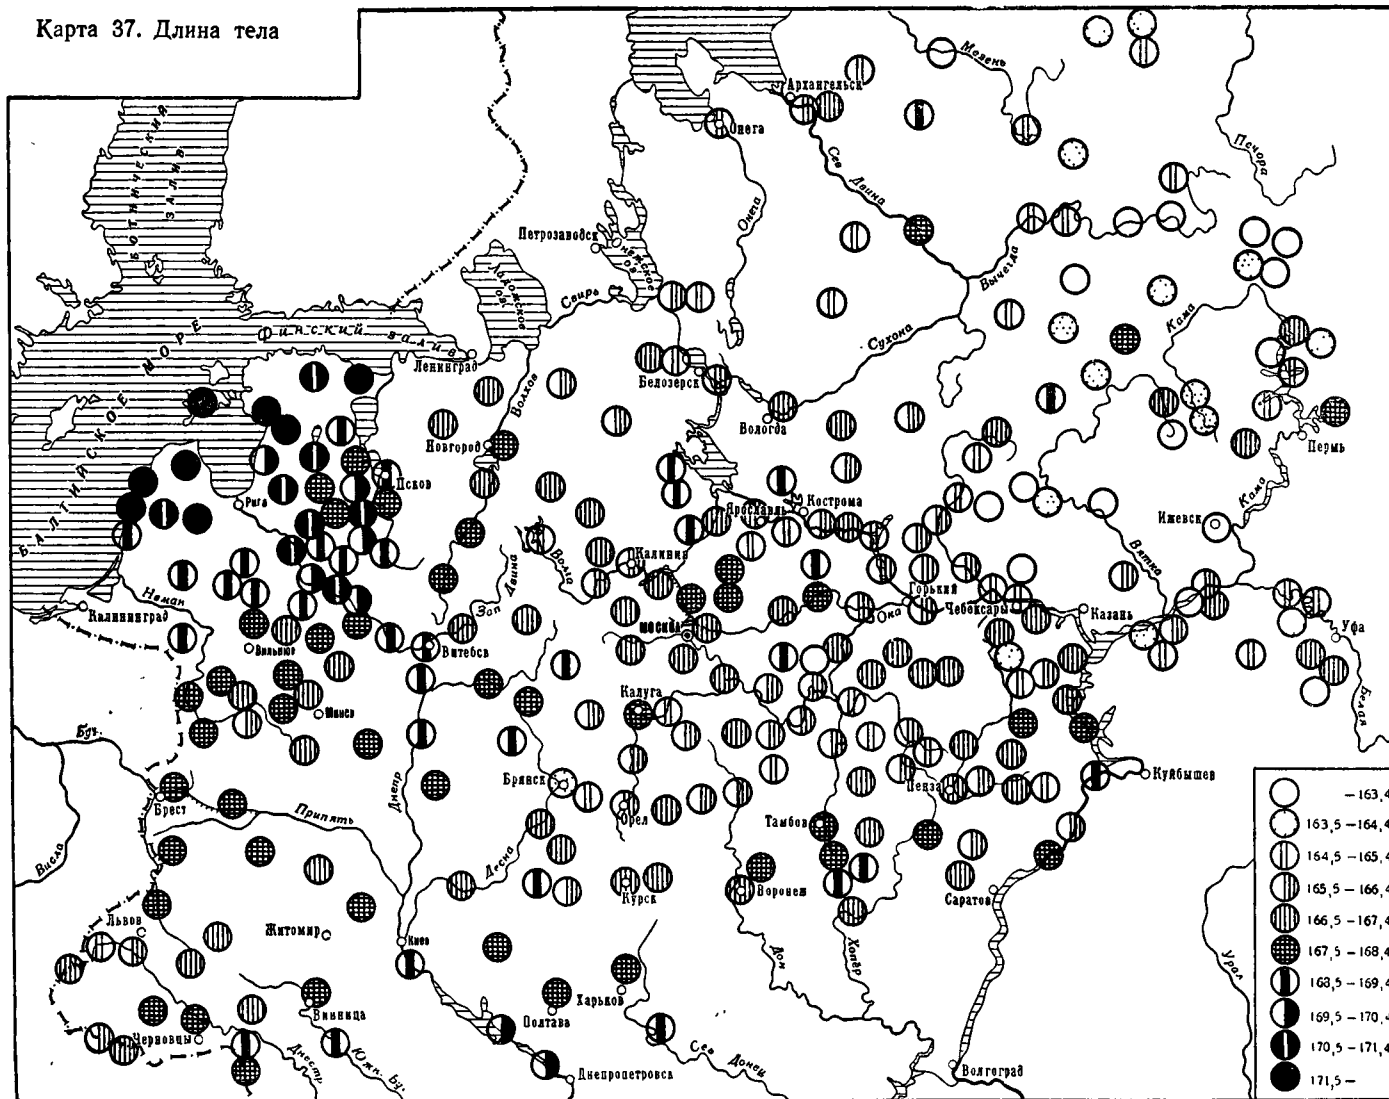 Карта 37. Длина тела
БОТНИЧЕСКИЙ
ЗАЛИВ
БАЛТИЙСКОЕ МОРЕ
Финский залив
Ладожское
оз
Онежское
оз
Мезень
Архангельск
Онега
Печора
Сев
Двина
Онега
Петрозаводск
Свирь
Вычегда
Сухона
Кама
Ленинград
Волхов
Белозерск
Вологда
Новгород
Псков
Пермь
Рига
Ярославль
Кострома
Ижевск
Кама
Вятка
Волга
Калинин
Зап
Двина
Неман
Калининград
Горький
Чебоксары
Казань
Ока
Москва
Уфа
Вильнюс
Витебск
Минск
Калуга
Белая
Буг
Днепр
Брянск
Куйбышев
Пенза
Брест
Припять
Орел
Тамбов
Висла
Десна
Курск
Воронеж
Саратов
Львов
Житомир
Киев
Дон
Хопёр
Урал
Харьков
Полтава
Винница
Черновцы
Днестр
Южн. Бу.
Сев Донец
Днепропетровск
Волгоград
–163,4
163,5 –164,4
164,5 –165,4
165,5 –166,4
166,5 –167,4
167,5 –168,4
168,5 –169,4
169,5 –170,4
170,5 –171,4
171,5 –